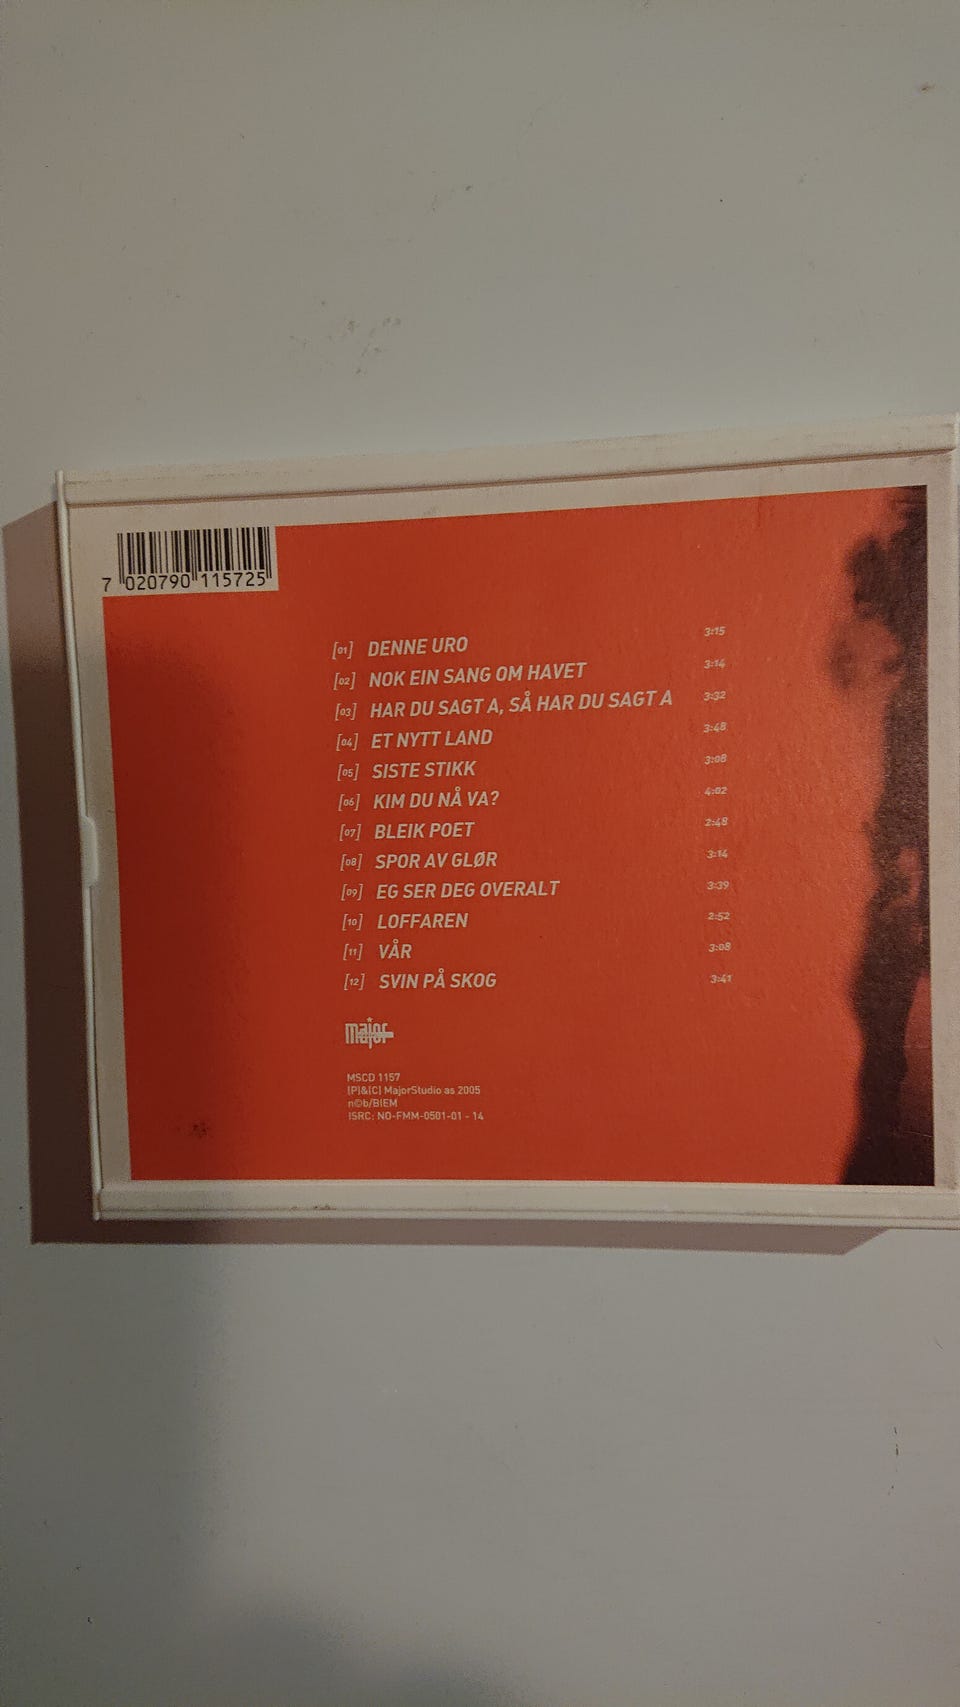 7 020790 115725
[01] DENNE URO 3:15
[02] NOK EIN SANG OM HAVET 3:14
[03] HAR DU SAGT A, SÅ HAR DU SAGT A 3:32
[04] ET NYTT LAND 3:48
[05] SISTE STIKK 3:08
[06] KIM DU NÅ VA? 4:02
[07] BLEIK POET 2:48
[08] SPOR AV GLØR 3:14
[09] EG SER DEG OVERALT 3:39
[10] LOFFAREN 2:52
[11] VÅR 3:08
[12] SVIN PÅ SKOG 3:41
major
MSCD 1157
(P)&(C) MajorStudio as 2005
n©b/BIEM
ISRC: NO-FMM-0501-01 - 14